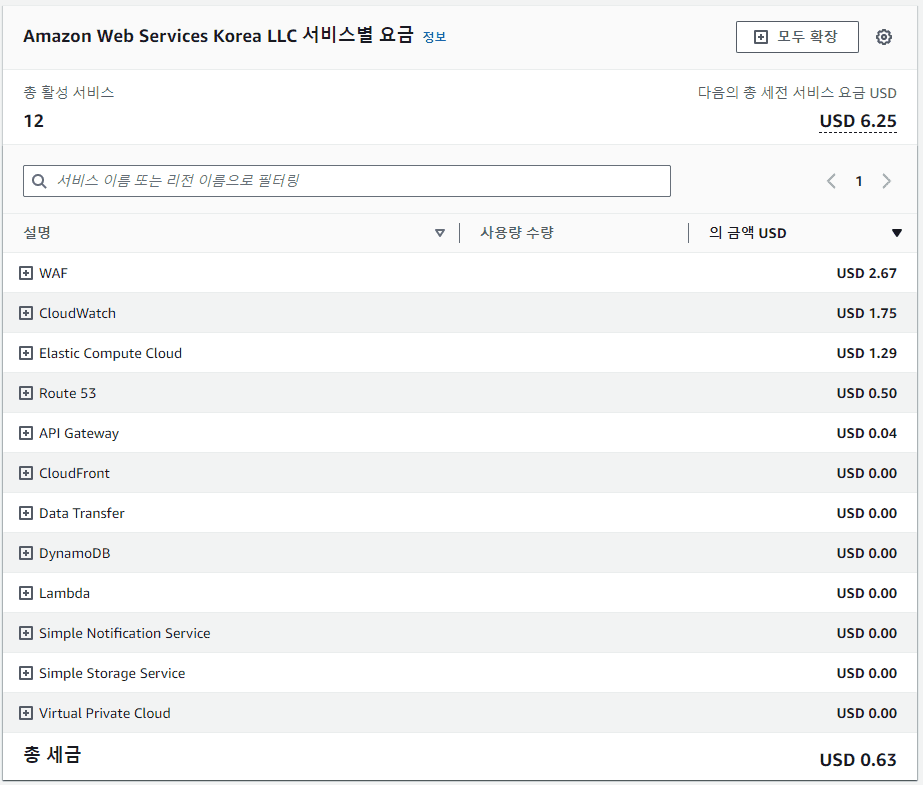 Amazon Web Services Korea LLC 서비스별 요금 정보
모두 확장
총 활성 서비스
다음의 총 세전 서비스 요금 USD
12
USD 6.25
서비스 이름 또는 리전 이름으로 필터링
1
설명
사용량 수량
의 금액 USD
WAF USD 2.67
CloudWatch USD 1.75
Elastic Compute Cloud USD 1.29
Route 53 USD 0.50
API Gateway USD 0.04
CloudFront USD 0.00
Data Transfer USD 0.00
DynamoDB USD 0.00
Lambda USD 0.00
Simple Notification Service USD 0.00
Simple Storage Service USD 0.00
Virtual Private Cloud USD 0.00
총 세금 USD 0.63